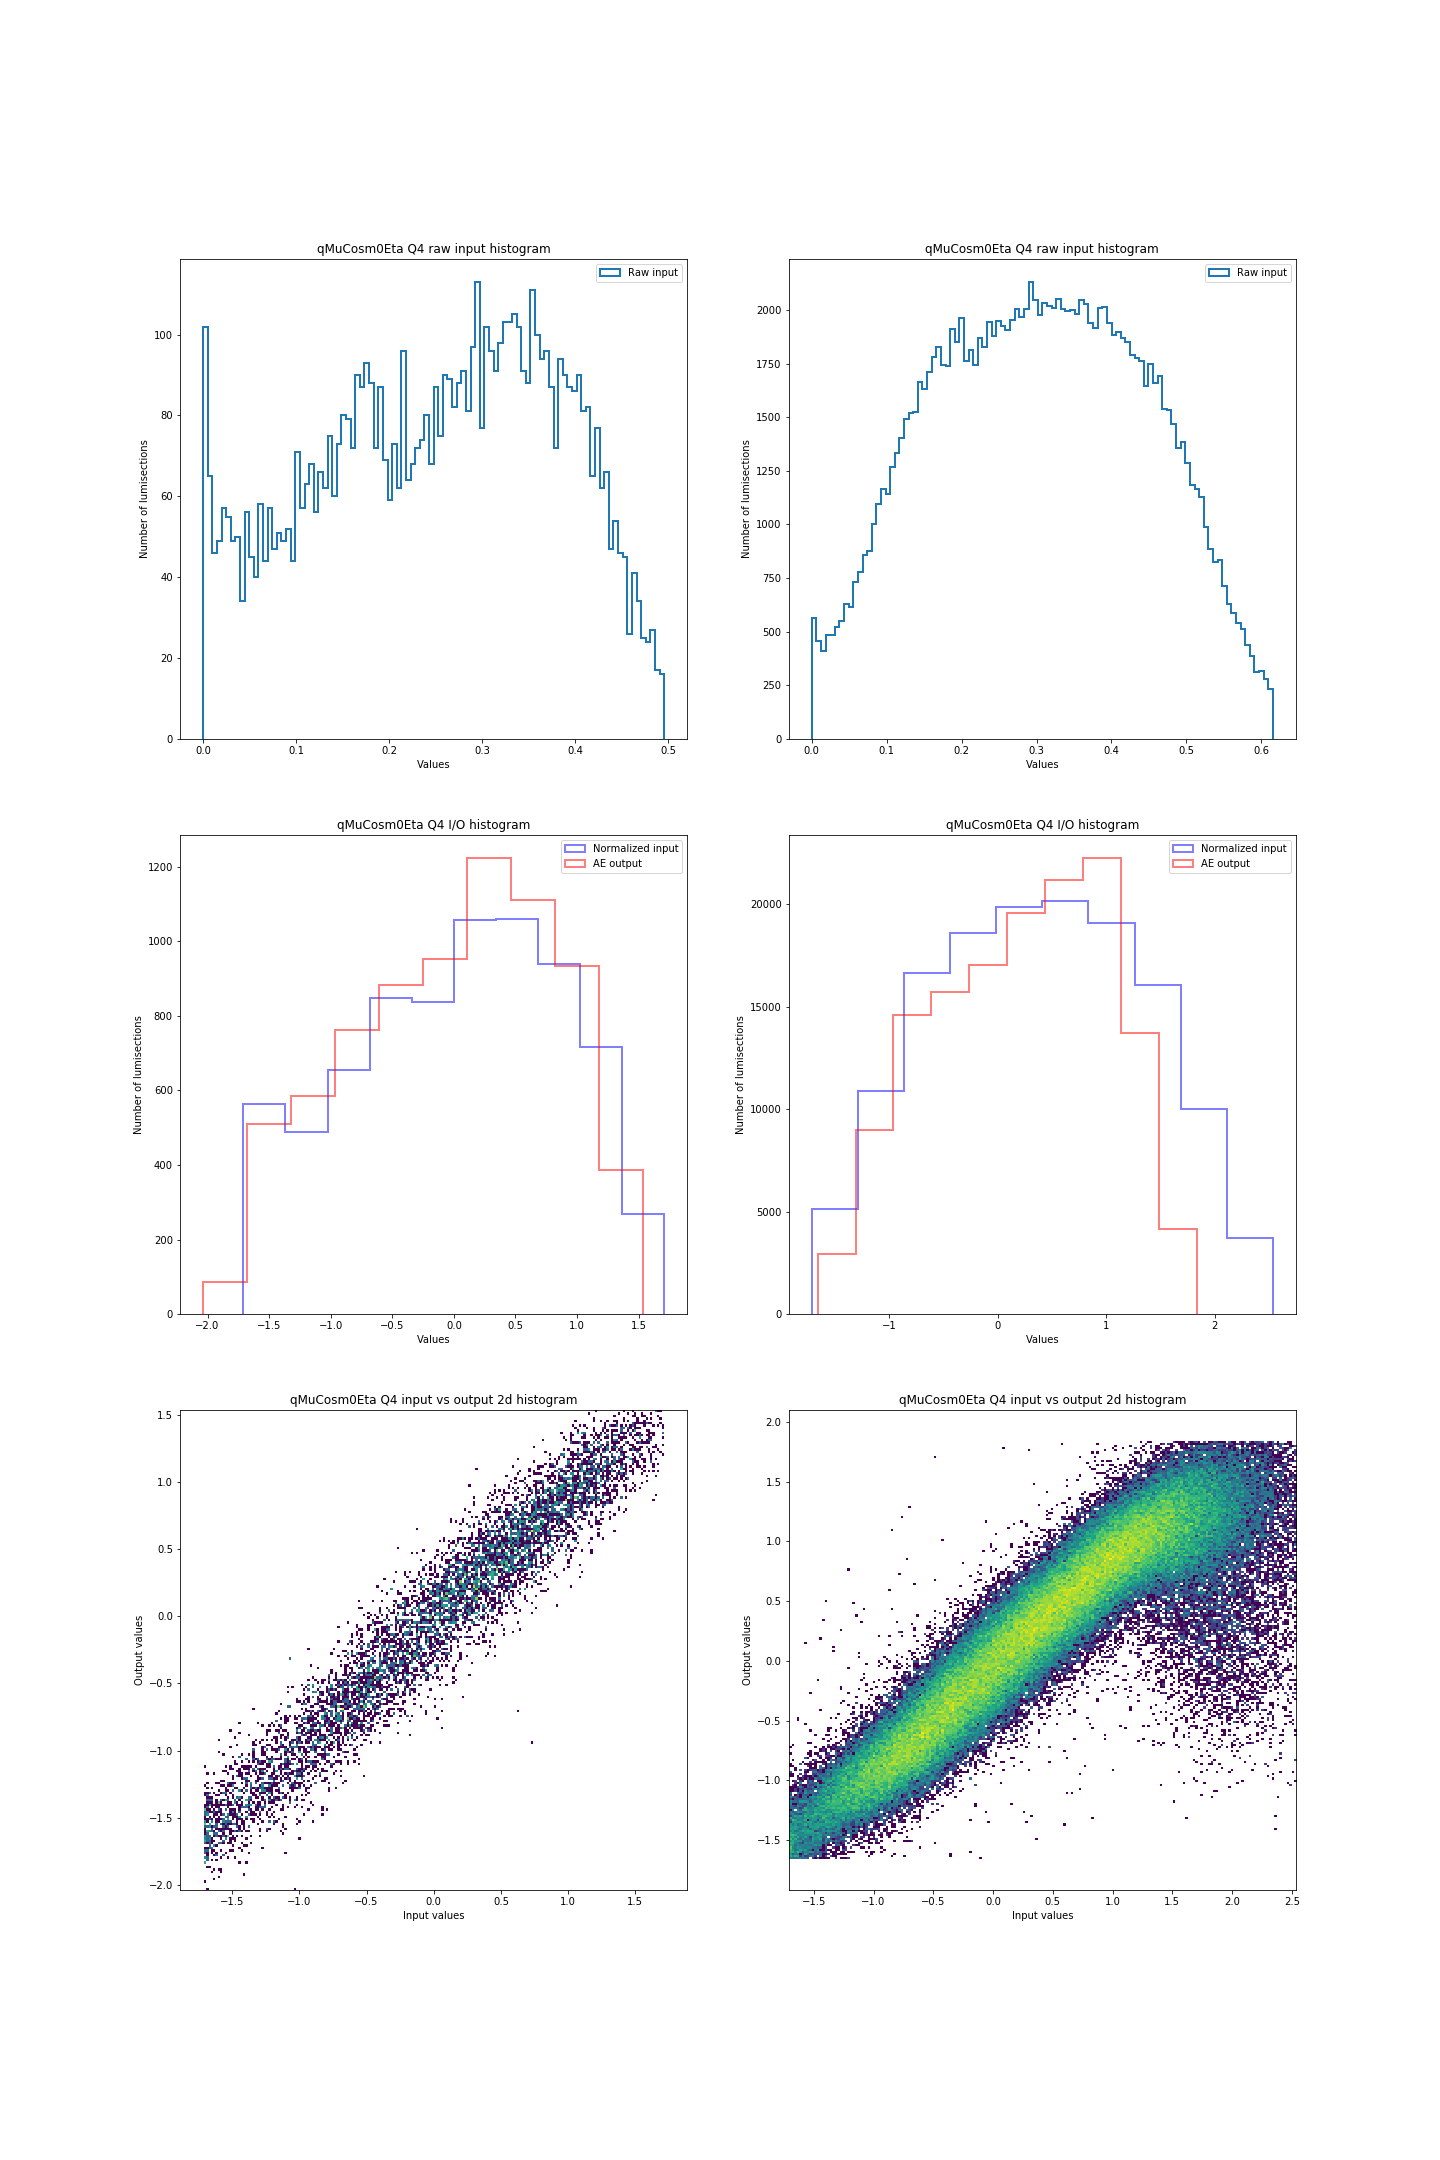 qMuCosm0Eta Q4 raw input histogram
Raw input
Number of lumisections
100
80
60
40
20
0
0.0 0.1 0.2 0.3 0.4 0.5
Values
qMuCosm0Eta Q4 raw input histogram
Raw input
Number of lumisections
2000
1750
1500
1250
1000
750
500
250
0
0.0 0.1 0.2 0.3 0.4 0.5 0.6
Values
qMuCosm0Eta Q4 I/O histogram
Normalized input
AE output
Number of lumisections
1200
1000
800
600
400
200
0
−2.0 −1.5 −1.0 −0.5 0.0 0.5 1.0 1.5
Values
qMuCosm0Eta Q4 I/O histogram
Normalized input
AE output
Number of lumisections
20000
15000
10000
5000
0
−1 0 1 2
Values
qMuCosm0Eta Q4 input vs output 2d histogram
Output values
1.5
1.0
0.5
0.0
−0.5
−1.0
−1.5
−2.0
−1.5 −1.0 −0.5 0.0 0.5 1.0 1.5
Input values
qMuCosm0Eta Q4 input vs output 2d histogram
Output values
2.0
1.5
1.0
0.5
0.0
−0.5
−1.0
−1.5
−1.5 −1.0 −0.5 0.0 0.5 1.0 1.5 2.0 2.5
Input values